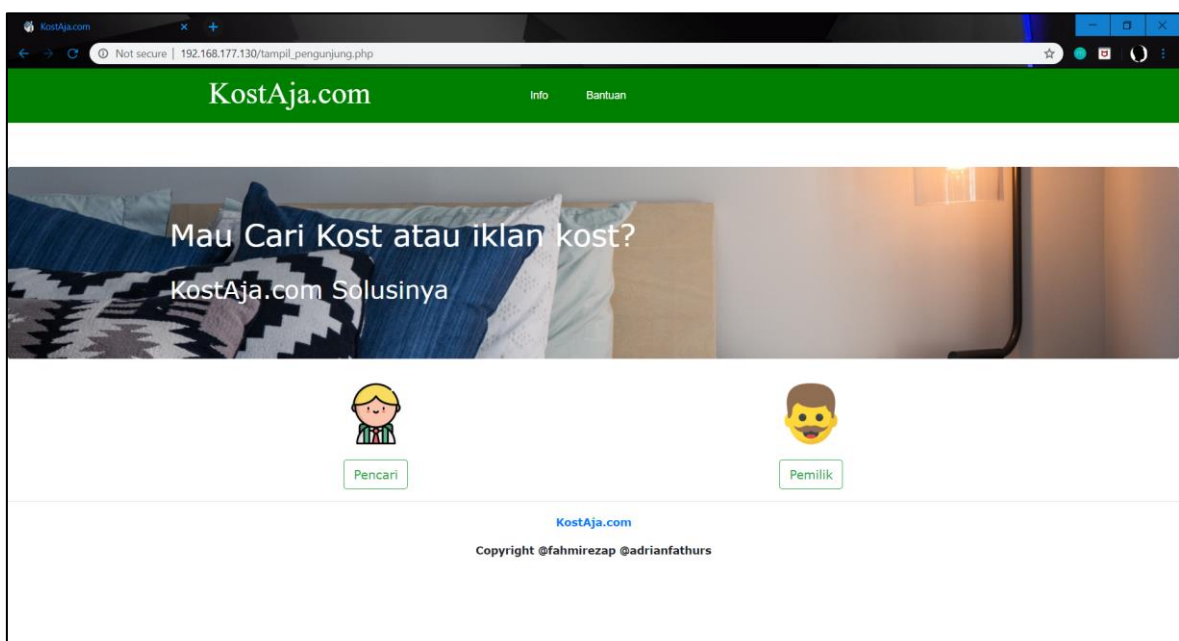 KostAja.com
Not secure | 192.168.177.130/tampil_pengunjung.php
KostAja.com Info Bantuan
Mau Cari Kost atau iklan kost?
KostAja.com Solusinya
Pencari Pemilik
KostAja.com
Copyright @fahmirezap @adrianfathurs